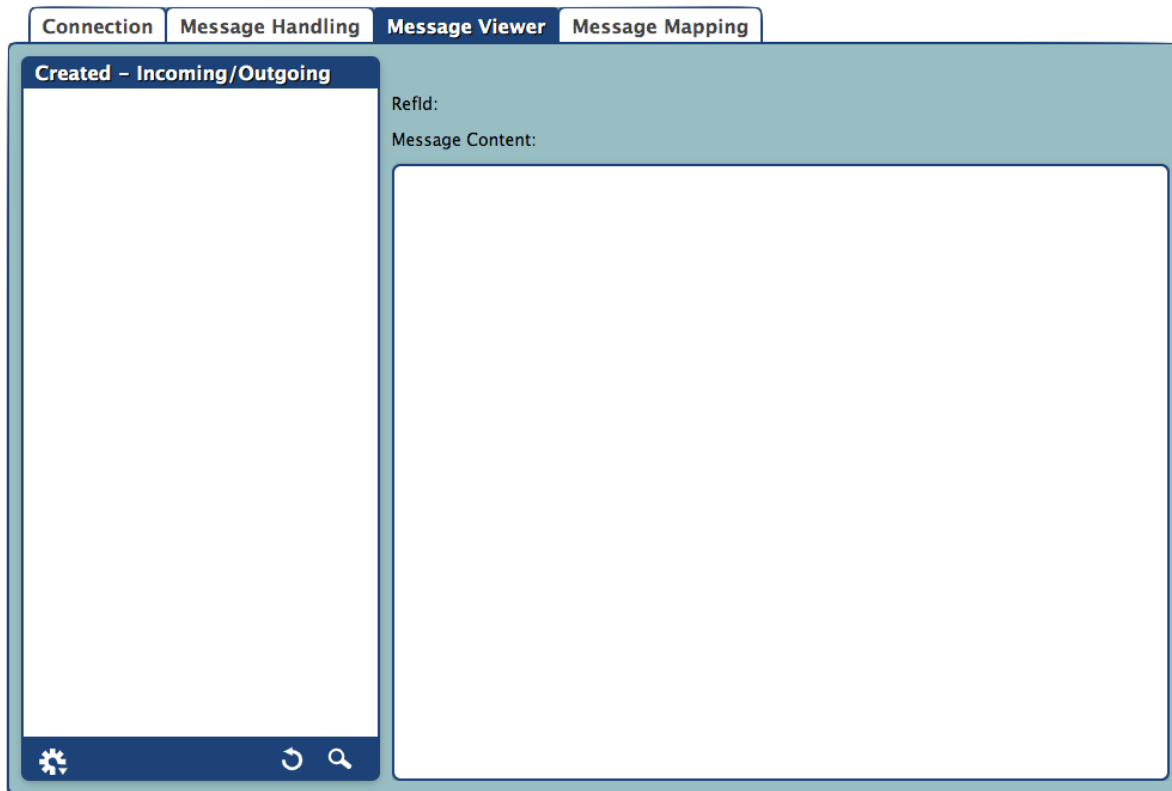 Connection Message Handling Message Viewer Message Mapping
Created – Incoming/Outgoing
RefId:
Message Content: